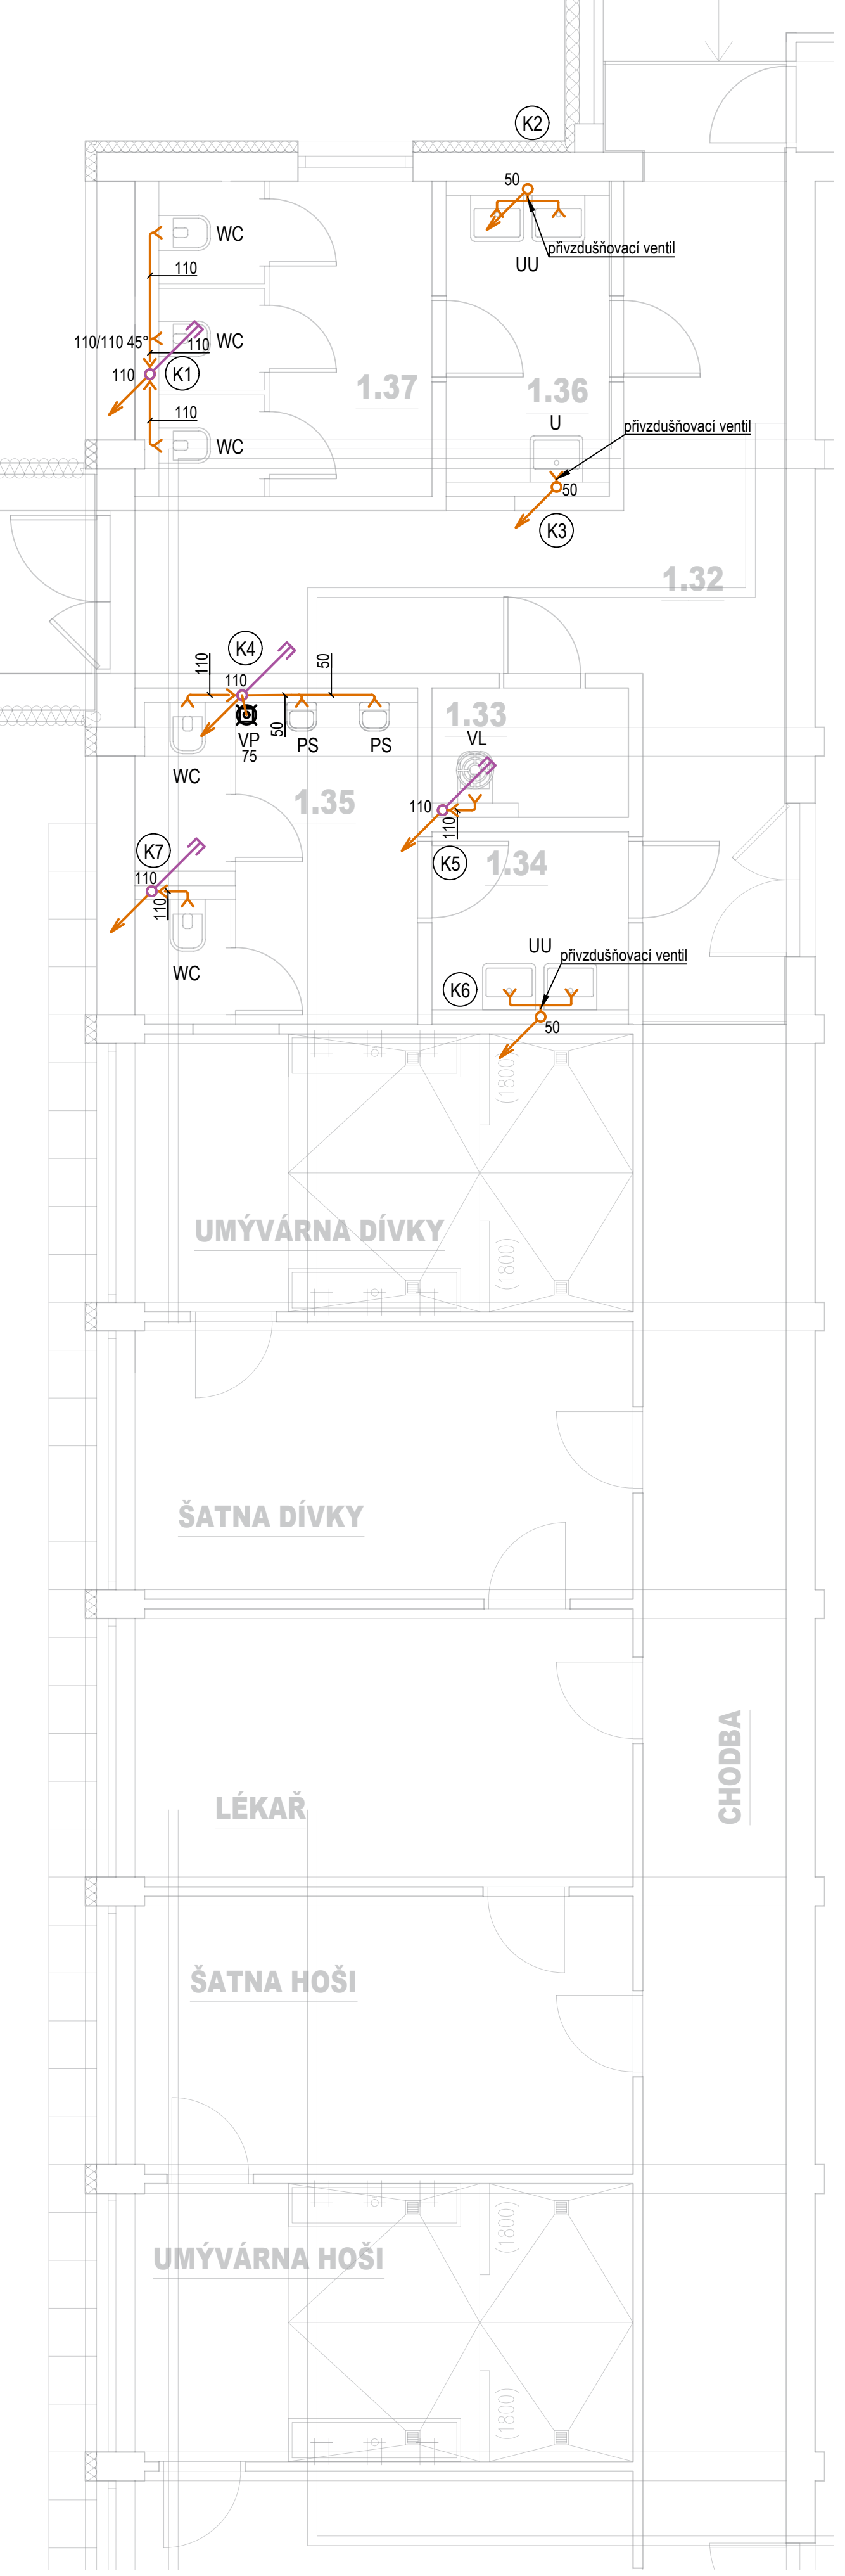 K2
50
WC
přivzdušňovací ventil
UU
110
110/110 45°
110
WC
110
K1
1.37
1.36
110
U
přivzdušňovací ventil
WC
50
K3
1.32
K4
110
110
50
1.33
50
VP
75
PS
PS
VL
WC
1.35
110
110
K7
K5
1.34
110
110
UU
přivzdušňovací ventil
WC
K6
50
(1800)
UMÝVÁRNA DÍVKY
(1800)
ŠATNA DÍVKY
CHODBA
LÉKAŘ
ŠATNA HOŠI
(1800)
UMÝVÁRNA HOŠI
(1800)